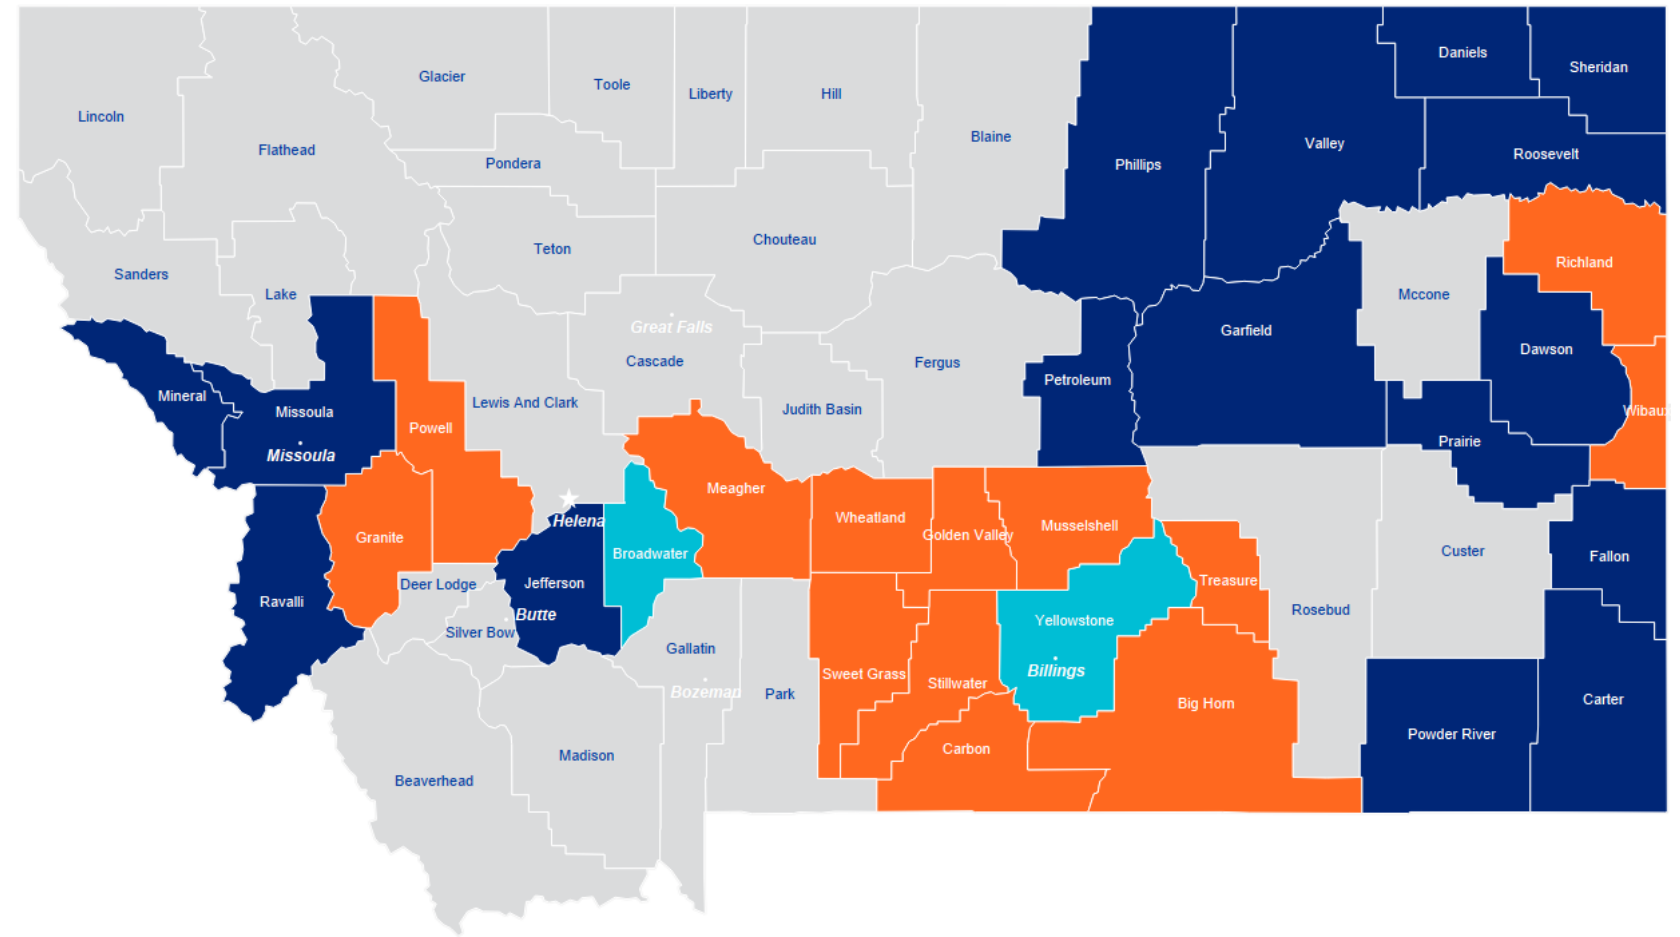 Daniels
Sheridan
Glacier
Toole
Liberty
Hill
Lincoln
Blaine
Valley
Flathead
Roosevelt
Pondera
Phillips
Chouteau
Teton
Richland
Sanders
Lake
Mccone
Great Falls
Garfield
Dawson
Cascade
Fergus
Petroleum
Mineral
Lewis And Clark
Judith Basin
Missoula
Wibaux
Powell
Prairie
Missoula
Meagher
Wheatland
Helena
Musselshell
Granite
Golden Valley
Broadwater
Custer
Fallon
Deer Lodge
Jefferson
Treasure
Ravalli
Rosebud
Butte
Yellowstone
Silver Bow
Gallatin
Billings
Sweet Grass
Stillwater
Bozeman
Park
Carter
Big Horn
Powder River
Carbon
Madison
Beaverhead